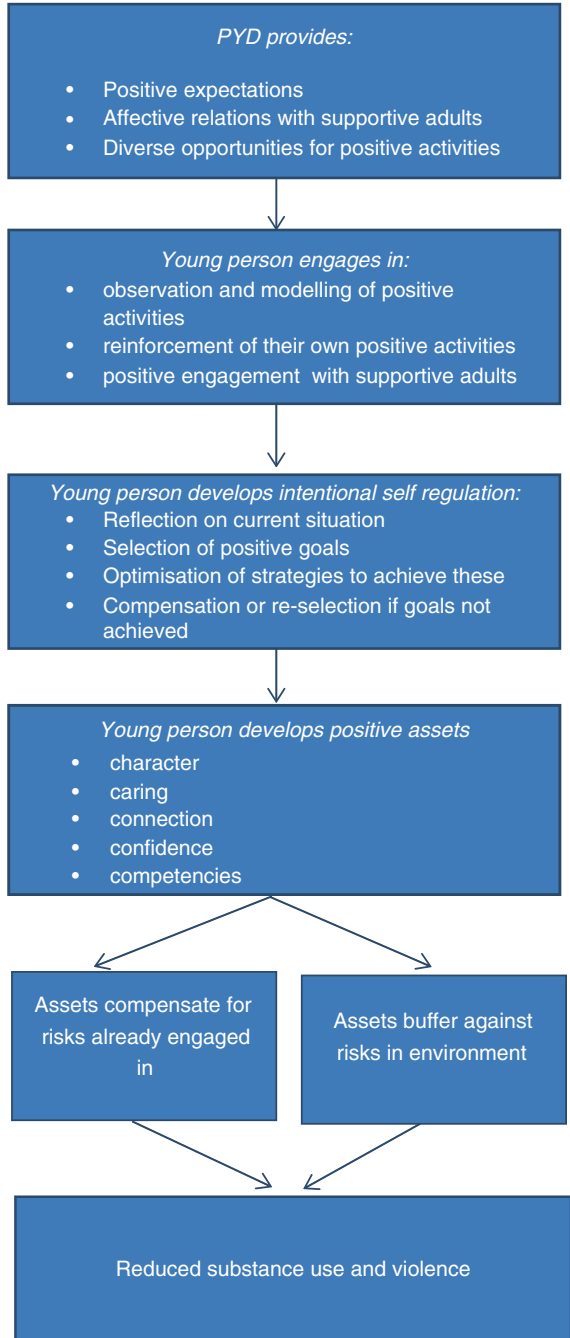 PYD provides:
• Positive expectations
• Affective relations with supportive adults
• Diverse opportunities for positive activities
Young person engages in:
• observation and modelling of positive
activities
• reinforcement of their own positive activities
• positive engagement with supportive adults
Young person develops intentional self regulation:
• Reflection on current situation
• Selection of positive goals
• Optimisation of strategies to achieve these
• Compensation or re-selection if goals not
achieved
Young person develops positive assets
• character
• caring
• connection
• confidence
• competencies
Assets compensate for
risks already engaged
in
Assets buffer against
risks in environment
Reduced substance use and violence